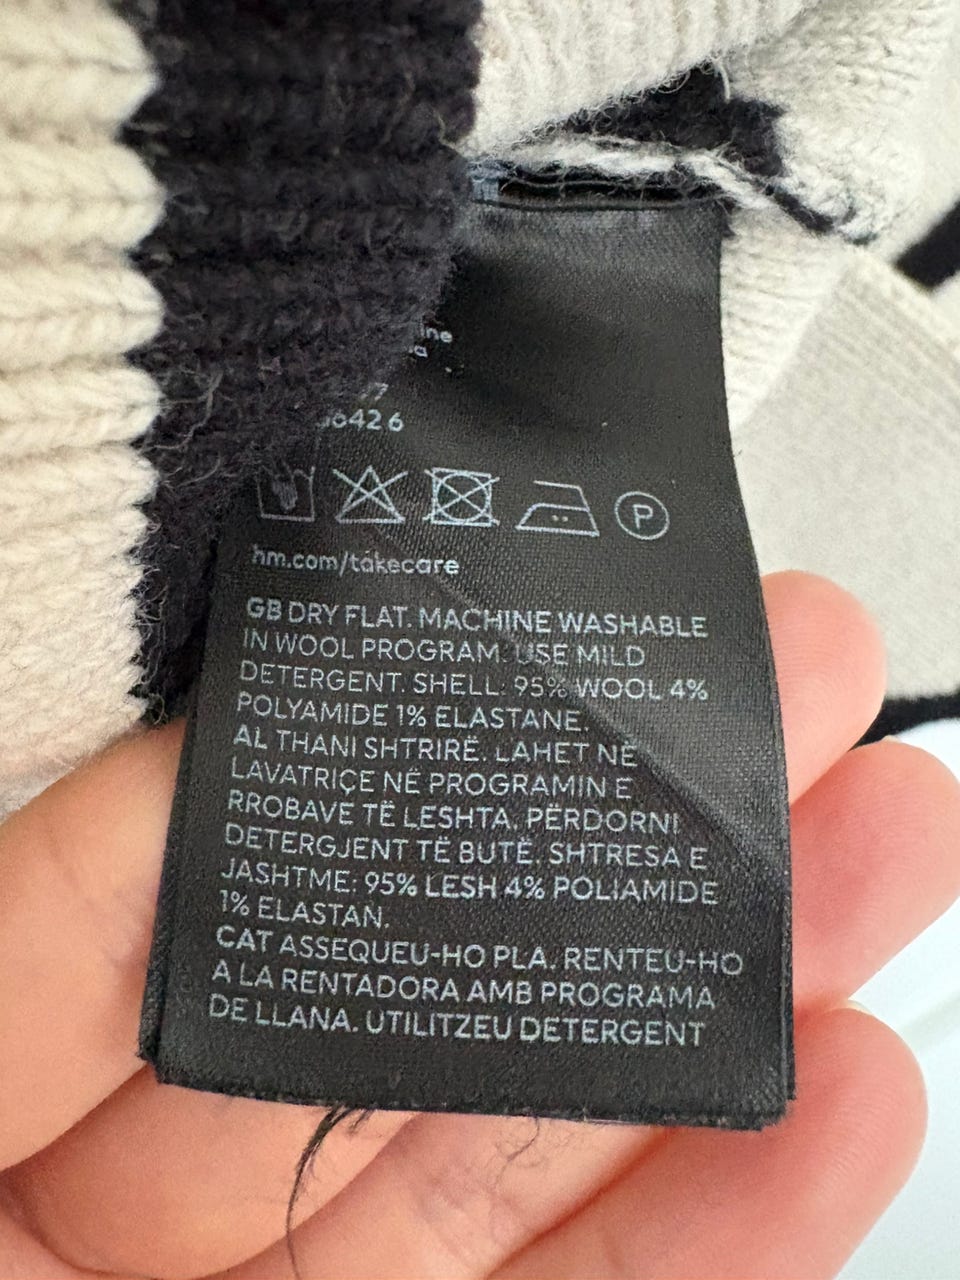 6426
P
hm.com/takecare
GB DRY FLAT. MACHINE WASHABLE
IN WOOL PROGRAM. USE MILD
DETERGENT. SHELL: 95% WOOL 4%
POLYAMIDE 1% ELASTANE.
AL THANI SHTRIRË. LAHET NË
LAVATRIÇE NË PROGRAMIN E
RROBAVE TË LESHTA. PËRDORNI
DETERGJENT TË BUTË. SHTRESA E
JASHTME: 95% LESH 4% POLIAMIDE
1% ELASTAN.
CAT ASSEQUEU-HO PLA. RENTEU-HO
A LA RENTADORA AMB PROGRAMA
DE LLANA. UTILITZEU DETERGENT